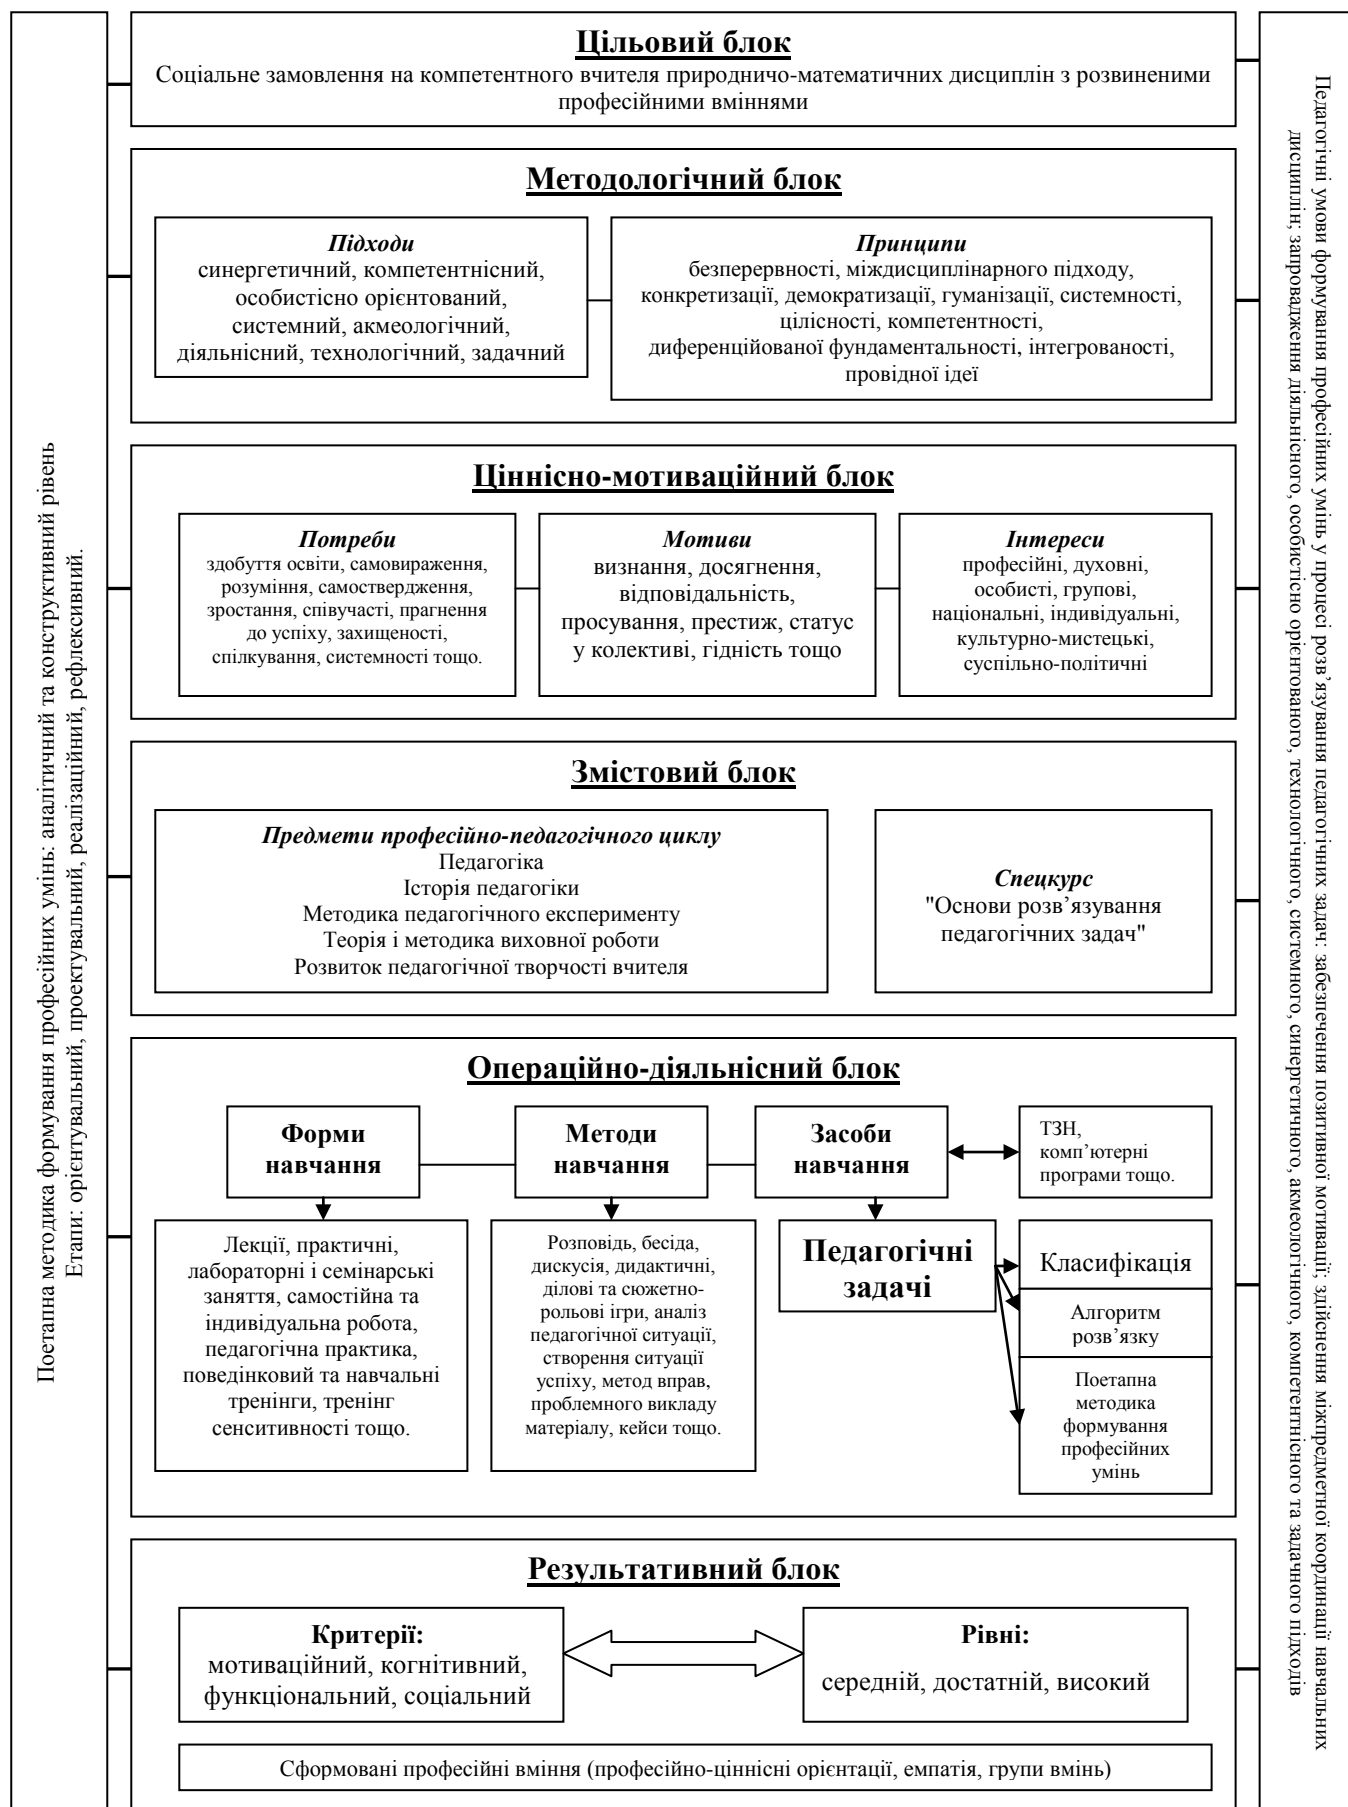 Поетапна методика формування професійних умінь: аналітичний та конструктивний рівень
Етапи: орієнтувальний, проектувальний, реалізаційний, рефлексивний.
Цільовий блок
Соціальне замовлення на компетентного вчителя природничо-математичних дисциплін з розвиненими
професійними вміннями
Методологічний блок
Підходи
синергетичний, компетентнісний,
особистісно орієнтований,
системний, акмеологічний,
діяльнісний, технологічний, задачний
Принципи
безперервності, міждисциплінарного підходу,
конкретизації, демократизації, гуманізації, системності,
цілісності, компетентності,
диференційованої фундаментальності, інтегрованості,
провідної ідеї
Ціннісно-мотиваційний блок
Потреби
здобуття освіти, самовираження,
розуміння, самоствердження,
зростання, співучасті, прагнення
до успіху, захищеності,
спілкування, системності тощо.
Мотиви
визнання, досягнення,
відповідальність,
просування, престиж, статус
у колективі, гідність тощо
Інтереси
професійні, духовні,
особисті, групові,
національні, індивідуальні,
культурно-мистецькі,
суспільно-політичні
Змістовий блок
Предмети професійно-педагогічного циклу
Педагогіка
Історія педагогіки
Методика педагогічного експерименту
Теорія і методика виховної роботи
Розвиток педагогічної творчості вчителя
Спецкурс
"Основи розв’язування
педагогічних задач"
Операційно-діяльнісний блок
Форми
навчання
Методи
навчання
Засоби
навчання
ТЗН,
комп’ютерні
програми тощо.
Лекції, практичні,
лабораторні і семінарські
заняття, самостійна та
індивідуальна робота,
педагогічна практика,
поведінковий та навчальні
тренінги, тренінг
сенситивності тощо.
Розповідь, бесіда,
дискусія, дидактичні,
ділові та сюжетно-
рольові ігри, аналіз
педагогічної ситуації,
створення ситуації
успіху, метод вправ,
проблемного викладу
матеріалу, кейси тощо.
Педагогічні
задачі
Класифікація
Алгоритм
розв’язку
Поетапна
методика
формування
професійних
умінь
Результативний блок
Критерії:
мотиваційний, когнітивний,
функціональний, соціальний
Рівні:
середній, достатній, високий
Сформовані професійні вміння (професійно-ціннісні орієнтації, емпатія, групи вмінь)
Педагогічні умови формування професійних умінь у процесі розв’язування педагогічних задач: забезпечення позитивної мотивації; здійснення міжпредметної координації навчальних
дисциплін; запровадження діяльнісного, особистісно орієнтованого, технологічного, системного, синергетичного, акмеологічного, компетентнісного та задачного підходів